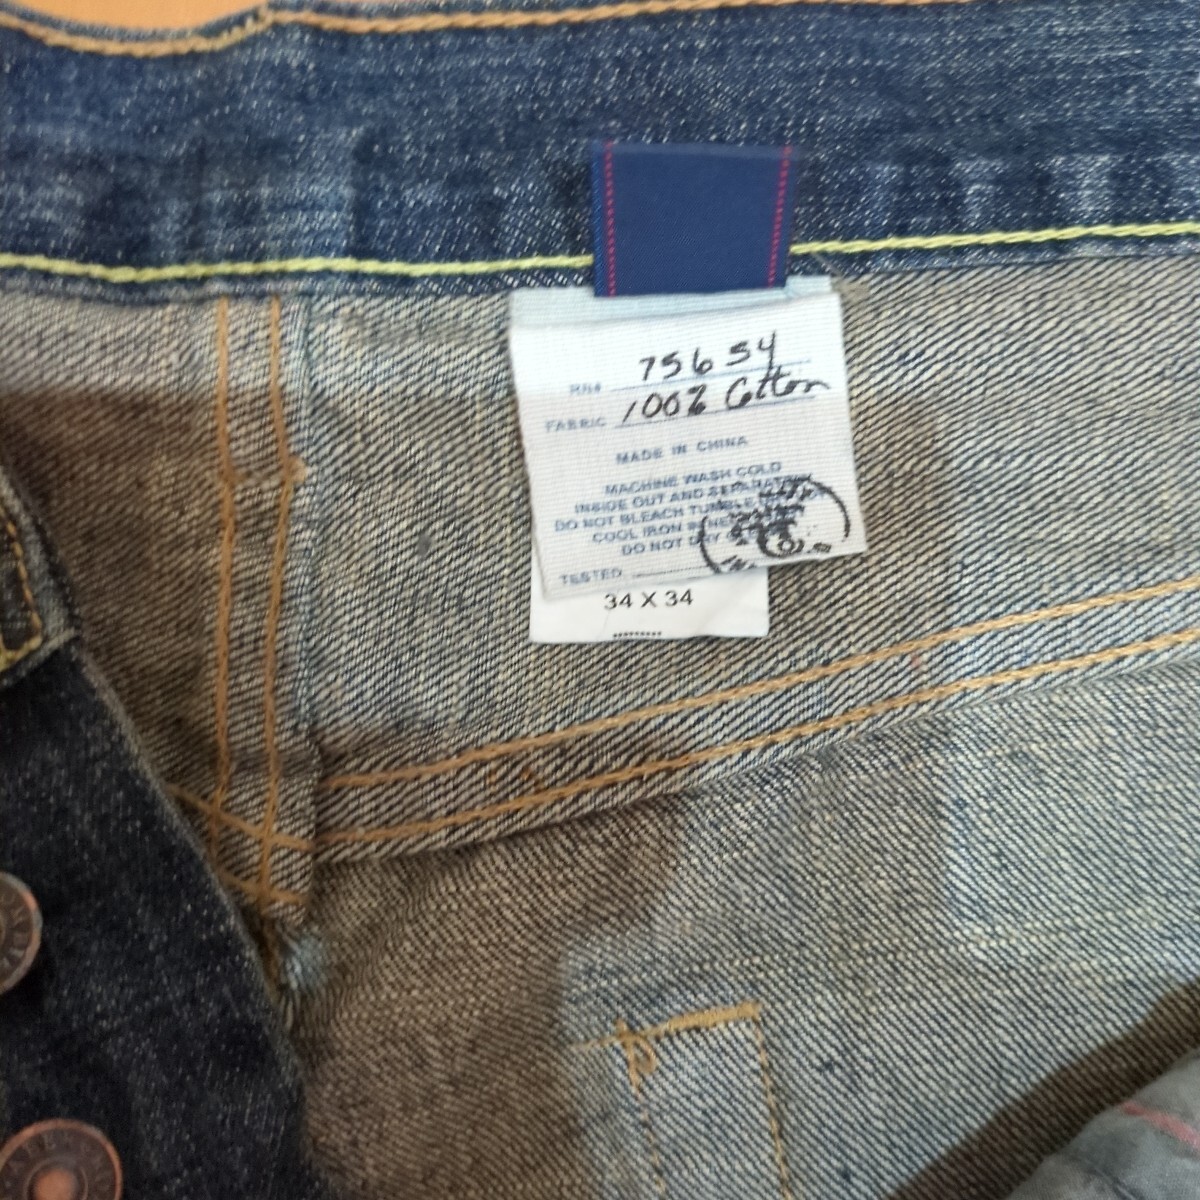 RN# 75654
FABRIC 100% Cotton
MADE IN CHINA
MACHINE WASH COLD
INSIDE OUT AND SEPARATELY
DO NOT BLEACH TUMBLE
COOL IRON
DO NOT DRY
TESTED
34 X 34